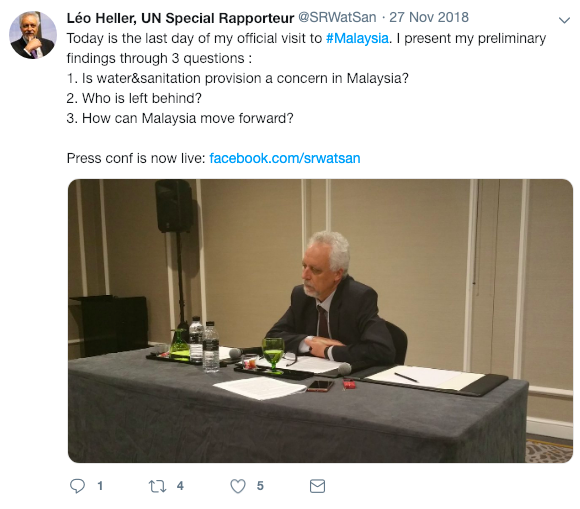 Léo Heller, UN Special Rapporteur @SRWatSan · 27 Nov 2018
Today is the last day of my official visit to #Malaysia. I present my preliminary
findings through 3 questions :
1. Is water&sanitation provision a concern in Malaysia?
2. Who is left behind?
3. How can Malaysia move forward?
Press conf is now live: facebook.com/srwatsan
1 4 5